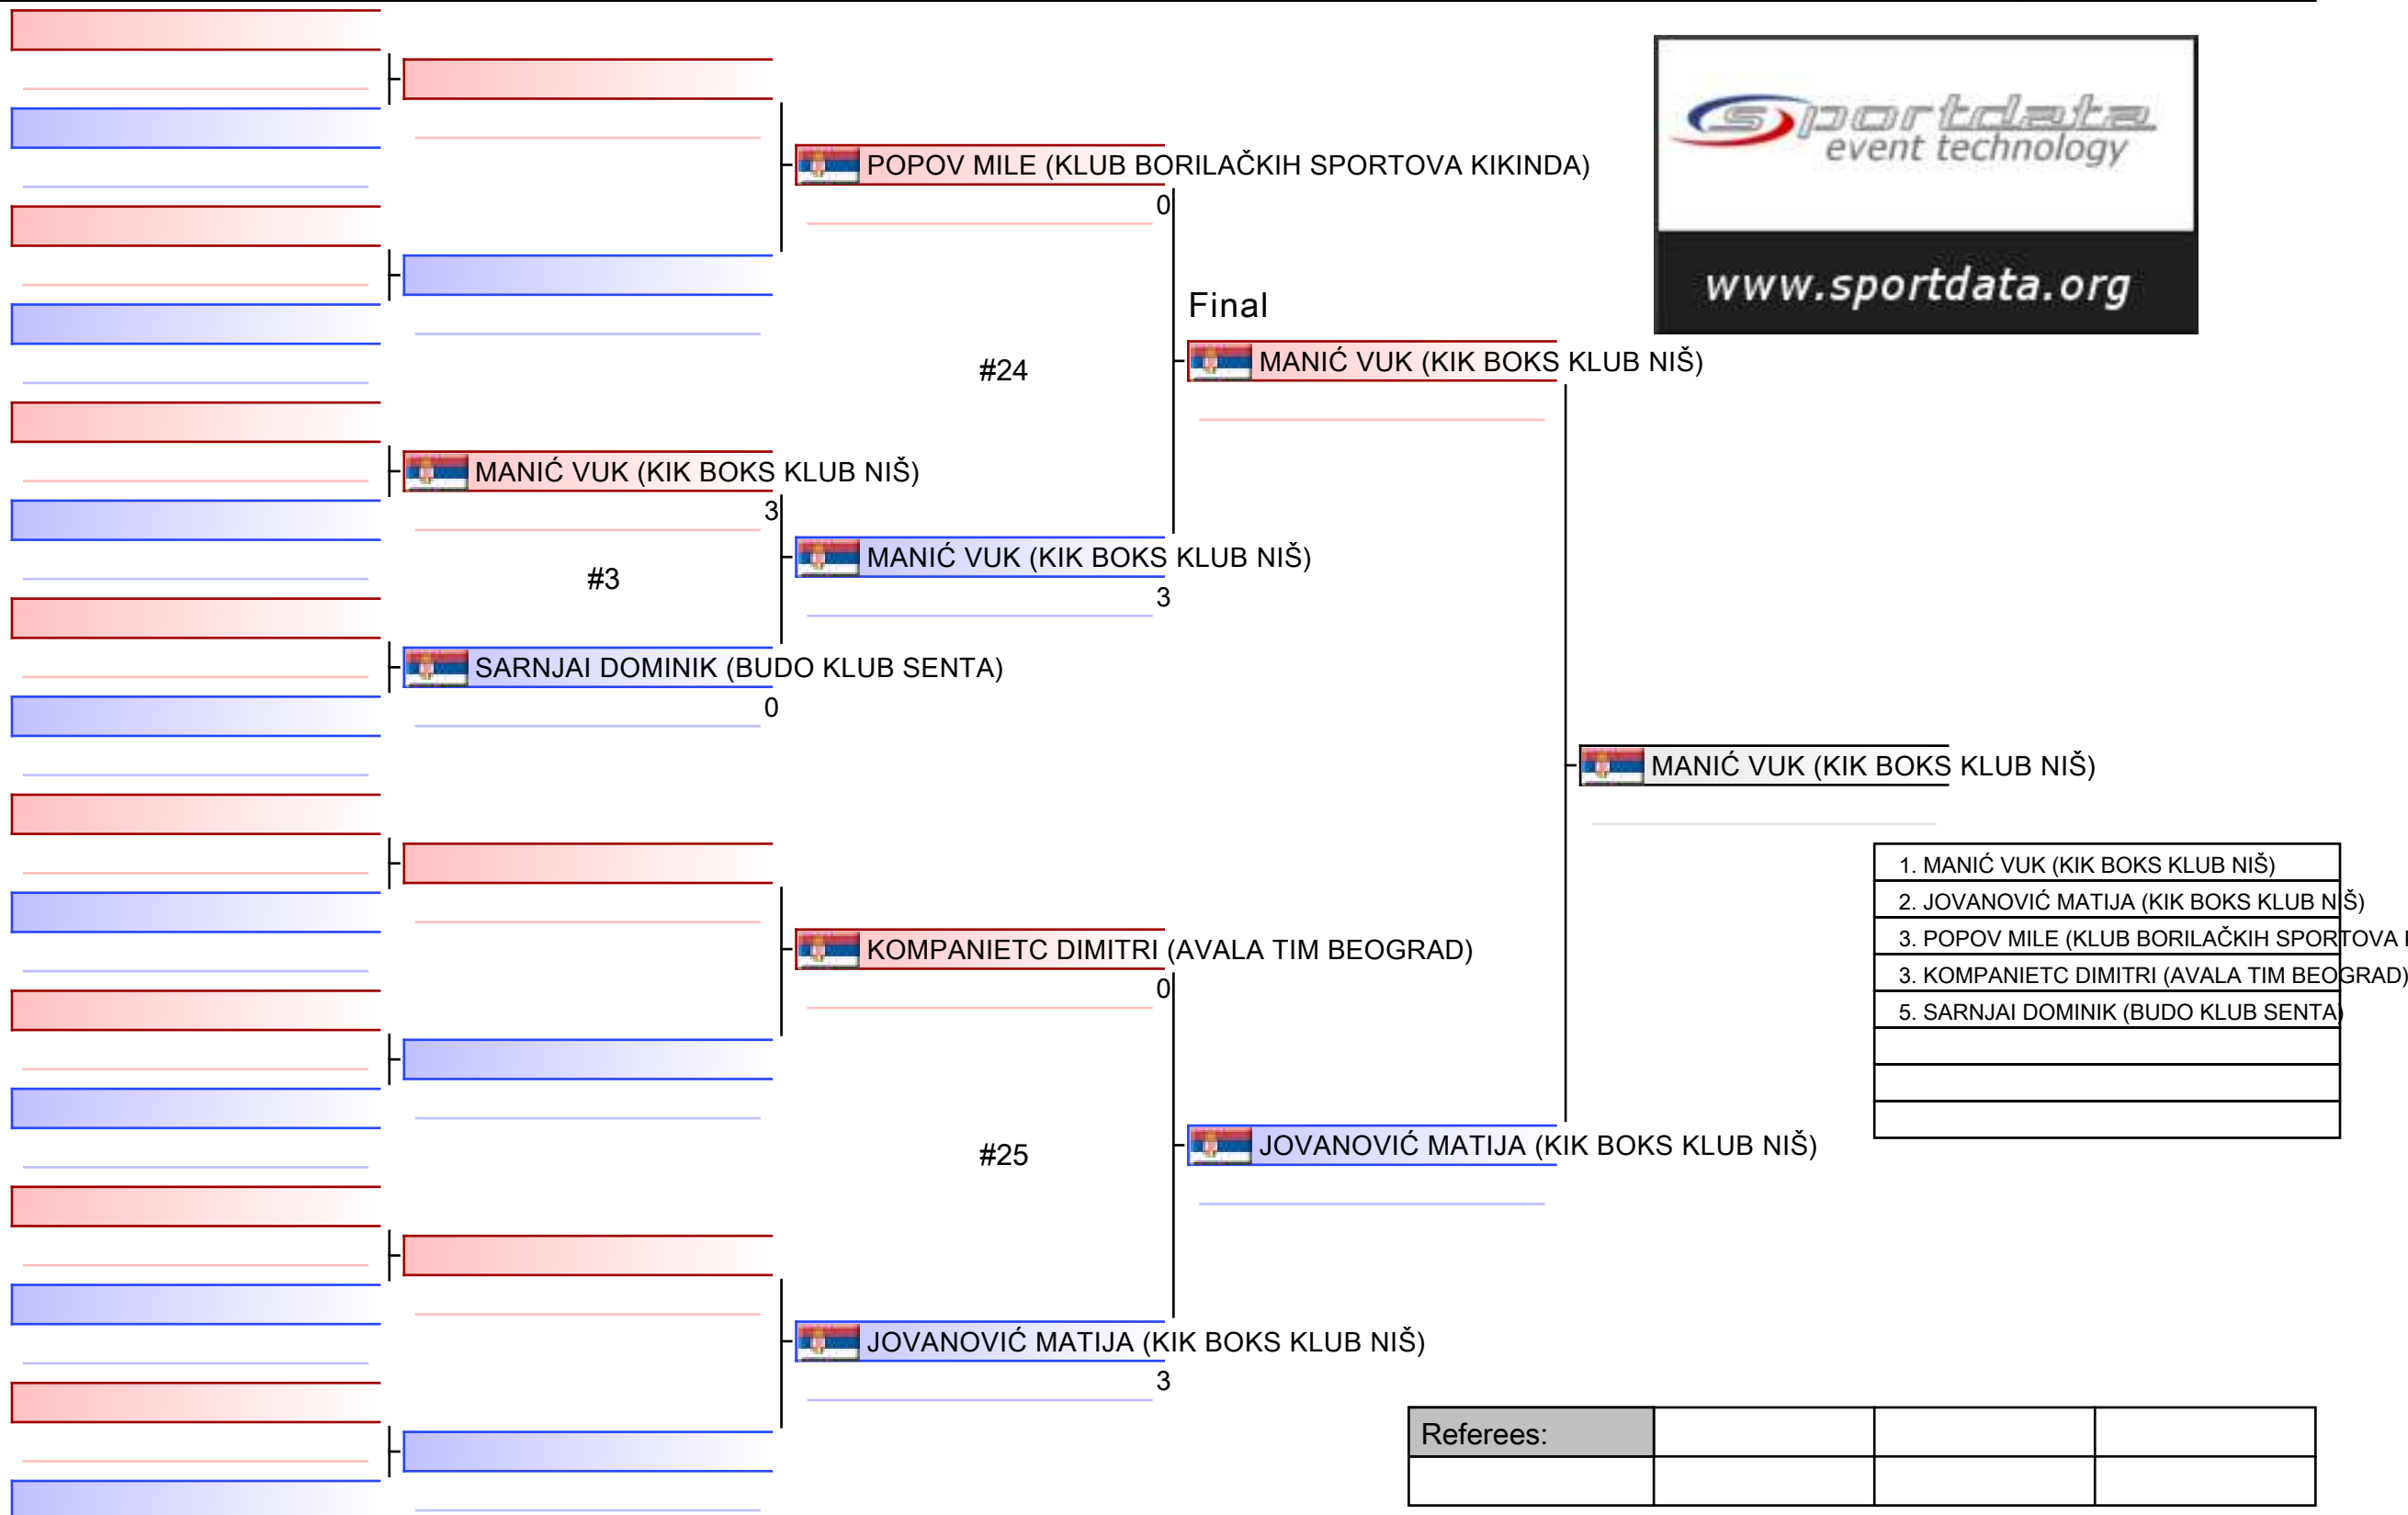 sportdata
event technology
www.sportdata.org
POPOV MILE (KLUB BORILAČKIH SPORTOVA KIKINDA)
0
Final
#24
MANIĆ VUK (KIK BOKS KLUB NIŠ)
MANIĆ VUK (KIK BOKS KLUB NIŠ)
3
#3
MANIĆ VUK (KIK BOKS KLUB NIŠ)
3
SARNJAI DOMINIK (BUDO KLUB SENTA)
0
MANIĆ VUK (KIK BOKS KLUB NIŠ)
1. MANIĆ VUK (KIK BOKS KLUB NIŠ)
2. JOVANOVIĆ MATIJA (KIK BOKS KLUB NIŠ)
3. POPOV MILE (KLUB BORILAČKIH SPORTOVA
3. KOMPANIETC DIMITRI (AVALA TIM BEOGRAD)
5. SARNJAI DOMINIK (BUDO KLUB SENTA)
KOMPANIETC DIMITRI (AVALA TIM BEOGRAD)
0
#25
JOVANOVIĆ MATIJA (KIK BOKS KLUB NIŠ)
JOVANOVIĆ MATIJA (KIK BOKS KLUB NIŠ)
3
Referees: